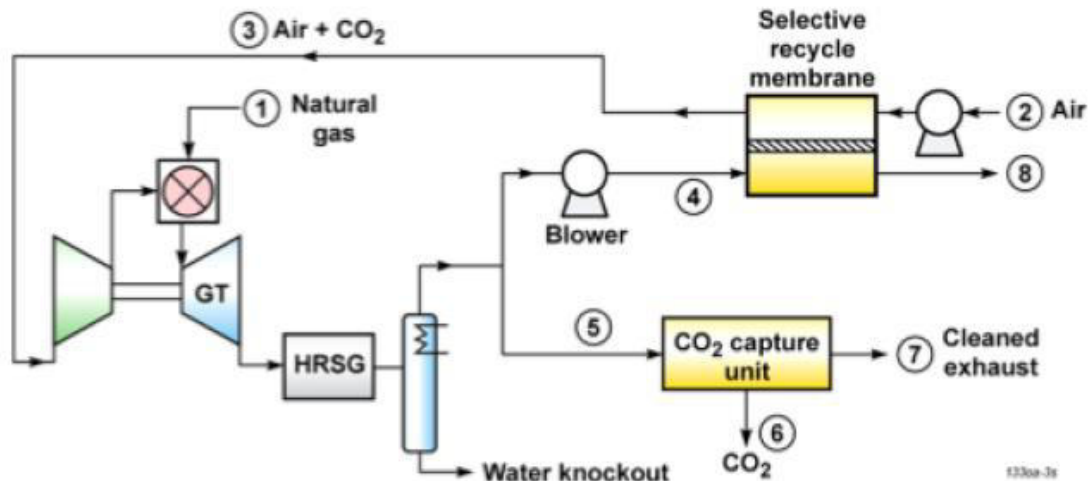 ③ Air + CO₂
Selective
recycle
membrane
① Natural
gas
② Air
④
⑧
Blower
GT
HRSG
⑤
CO₂ capture
unit
⑦ Cleaned
exhaust
⑥
CO₂
Water knockout
133oa-3s